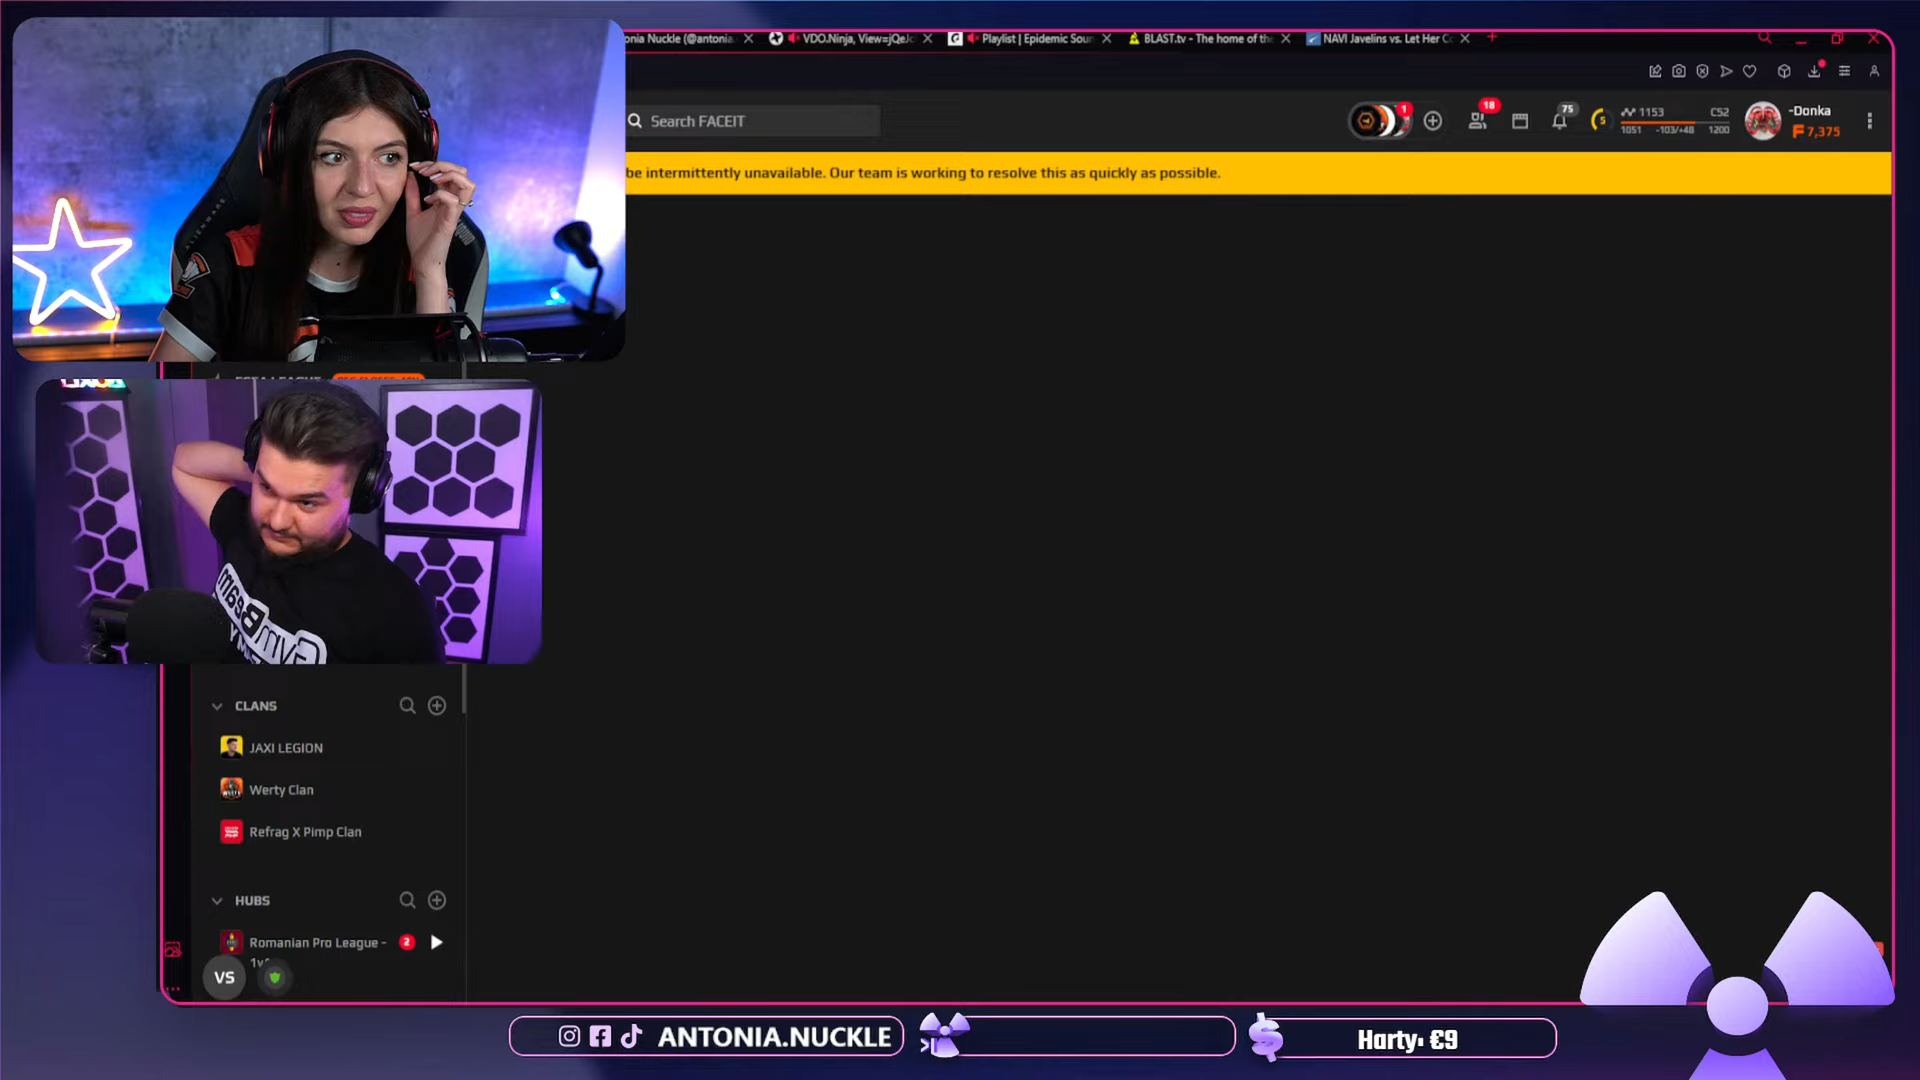 onia Nuckle (@antonia
VDO.Ninja, View=jQeJc
Playlist | Epidemic Soun
BLAST.tv - The home of the
NAVI Javelins vs. Let Her Co
Search FACEIT
1
18
75
5
1153
CS2
1051
-103/+48
1200
-Donka
7,375
be intermittently unavailable. Our team is working to resolve this as quickly as possible.
ALIENWARE
CLANS
JAXI LEGION
Werty Clan
Refrag X Pimp Clan
HUBS
Romanian Pro League -
2
1v
VS
ANTONIA.NUCKLE
Harty: €9